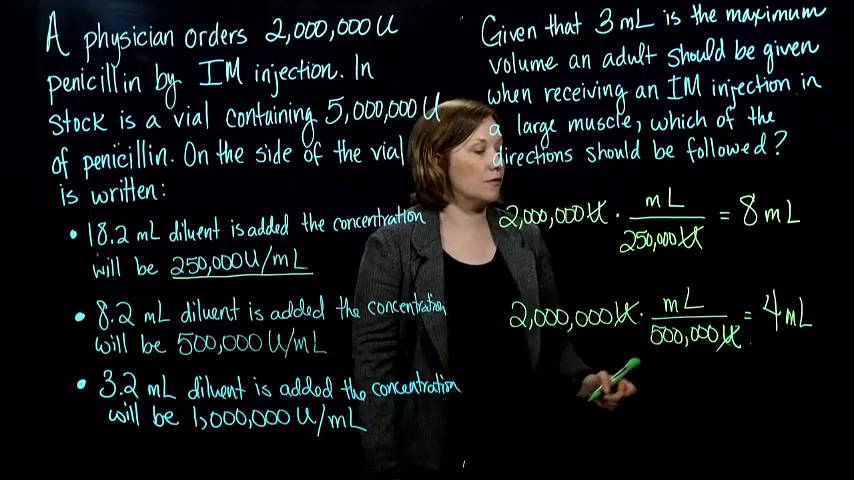 A physician orders 2,000,000 U
penicillin by IM injection. In
Stock is a vial containing 5,000,000 U
of penicillin. On the side of the vial
is written:
• 18.2 mL diluent is added the concentration
will be 250,000 U/mL
• 8.2 mL diluent is added the concentration
will be 500,000 U/mL
• 3.2 mL diluent is added the concentration
will be 1,000,000 U/mL
Given that 3 mL is the maximum
volume an adult should be given
when receiving an IM injection in
a large muscle, which of the
directions should be followed?
2,000,000 U · mL / 250,000 U = 8 mL
2,000,000 U · mL / 500,000 U = 4 mL